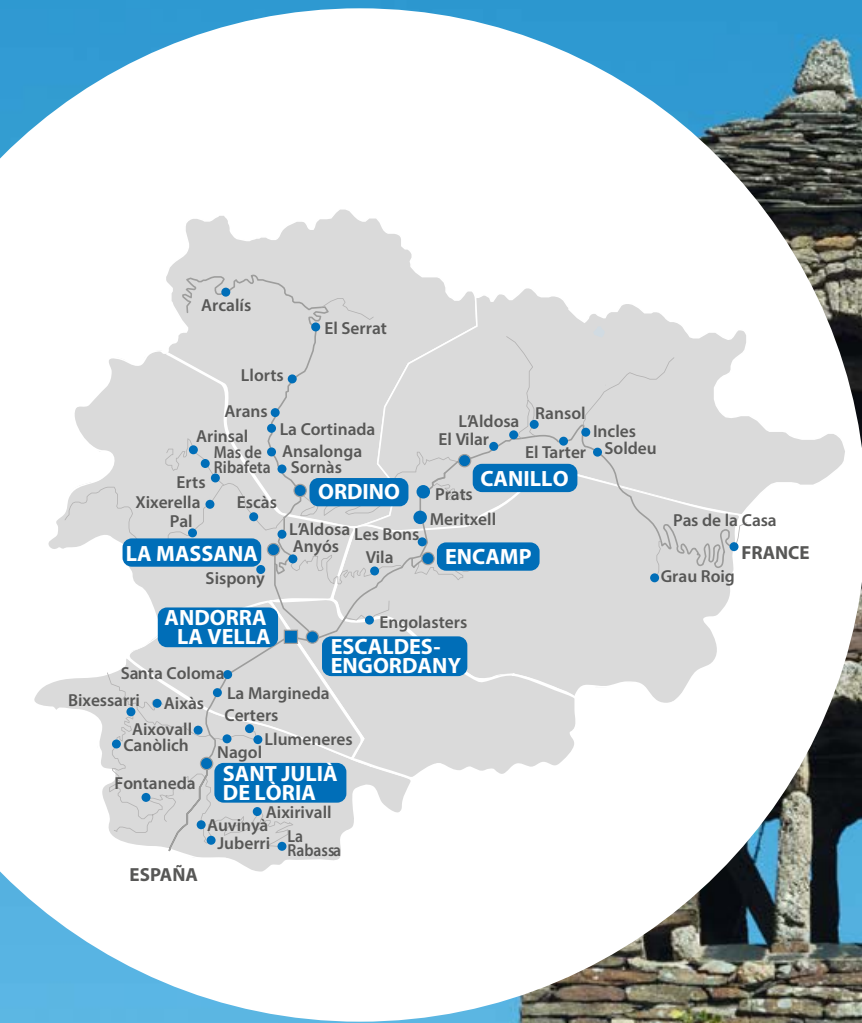 Arcalís
El Serrat
Llorts
Arans
La Cortinada
Arinsal
Mas de
Ribafeta
Ansalonga
Sornàs
Erts
ORDINO
Xixerella
Escàs
Pal
L'Aldosa
Anyós
LA MASSANA
Sispony
L'Aldosa
Ransol
El Vilar
Incles
El Tarter
Soldeu
CANILLO
Prats
Meritxell
Les Bons
Vila
ENCAMP
Pas de la Casa
FRANCE
Grau Roig
Engolasters
ANDORRA
LA VELLA
ESCALDES-
ENGORDANY
Santa Coloma
La Margineda
Bixessarri
Aixàs
Certers
Aixovall
Llumeneres
Canòlich
Nagol
SANT JULIÀ
DE LÒRIA
Fontaneda
Aixirivall
Auvinyà
Juberri
La
Rabassa
ESPAÑA